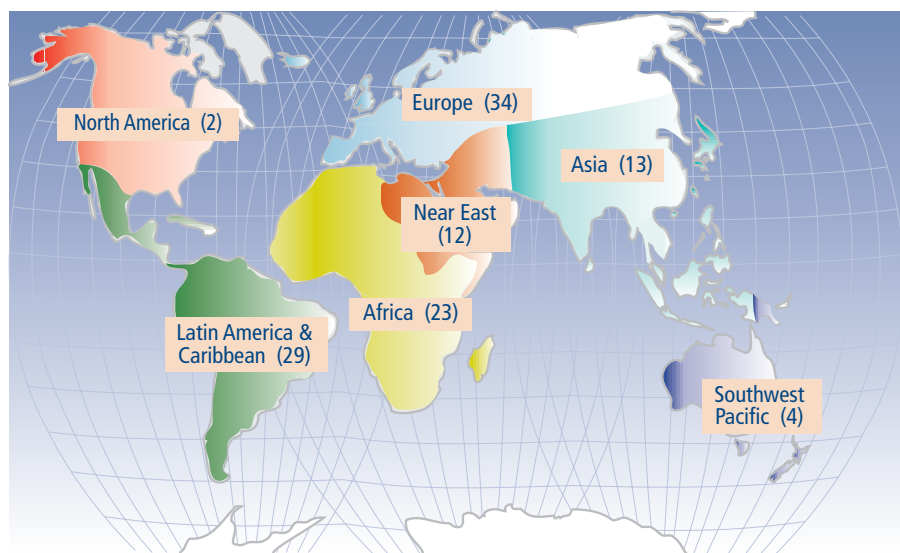 Europe (34)
North America (2)
Asia (13)
Near East
(12)
Africa (23)
Latin America &
Caribbean (29)
Southwest
Pacific (4)